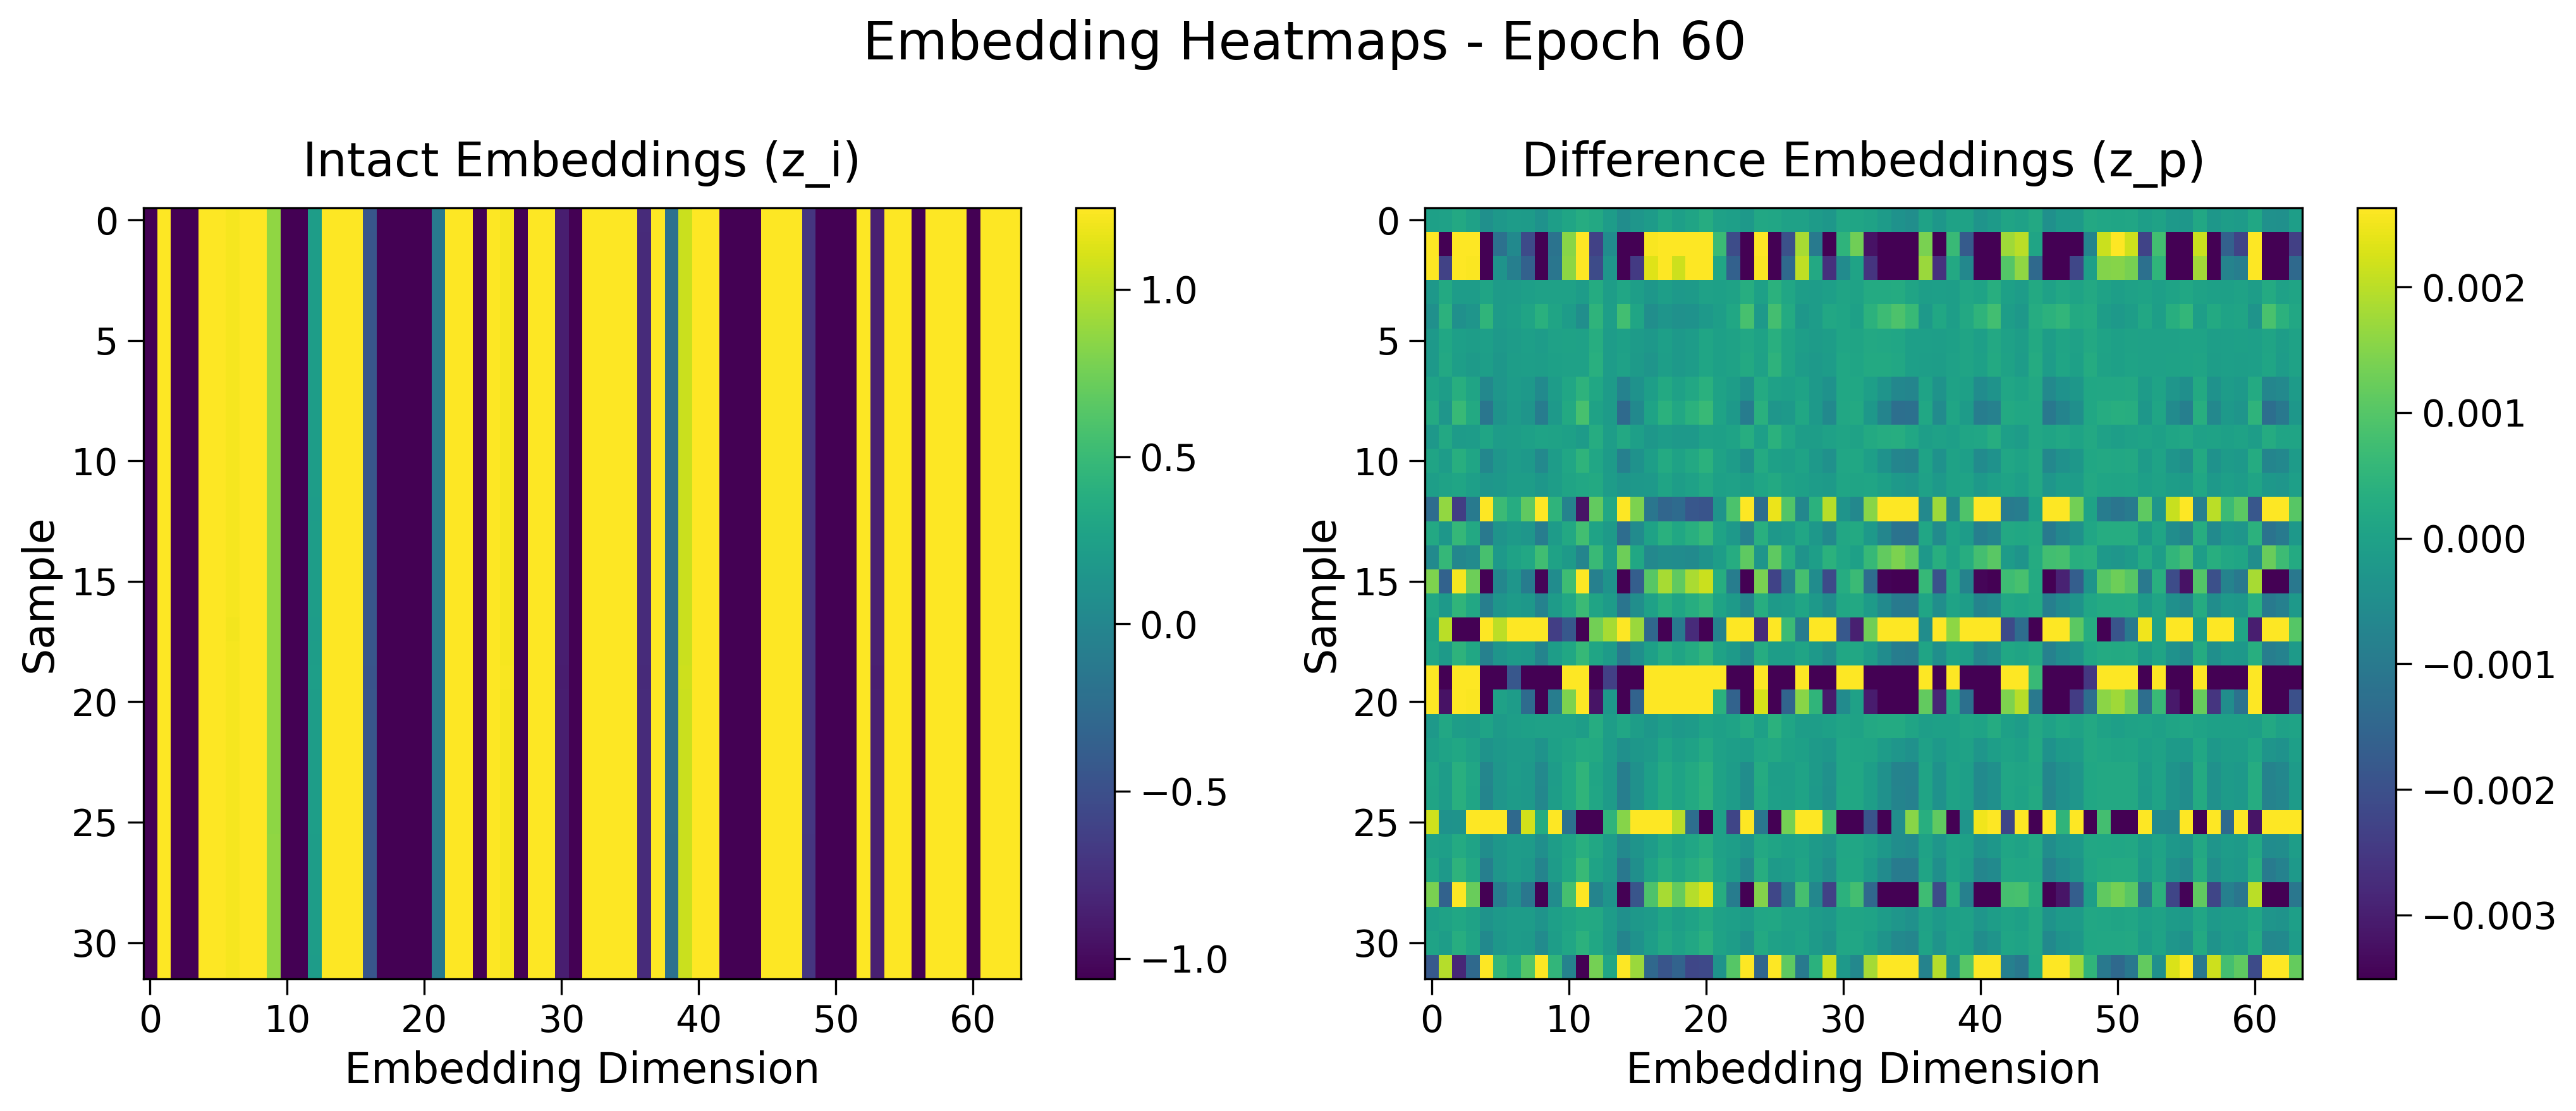 Embedding Heatmaps - Epoch 60
Intact Embeddings (z_i)
0
5
10
15
20
25
30
Sample
0 10 20 30 40 50 60
Embedding Dimension
1.0
0.5
0.0
−0.5
−1.0
Difference Embeddings (z_p)
0
5
10
15
20
25
30
Sample
0 10 20 30 40 50 60
Embedding Dimension
0.002
0.001
0.000
−0.001
−0.002
−0.003